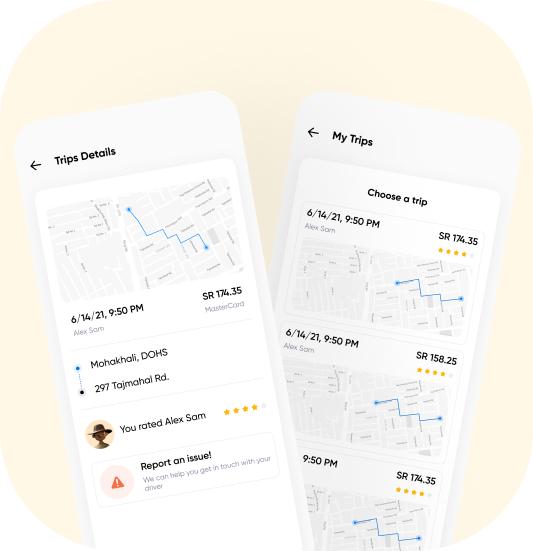 Trips Details
6/14/21, 9:50 PM
SR 174.35
Alex Sam
MasterCard
Mohakhali, DOHS
297 Tajmahal Rd.
You rated Alex Sam
Report an issue!
We can help you get in touch with your
driver
My Trips
Choose a trip
6/14/21, 9:50 PM
SR 174.35
Alex Sam
6/14/21, 9:50 PM
SR 158.25
Alex Sam
9:50 PM
SR 174.35